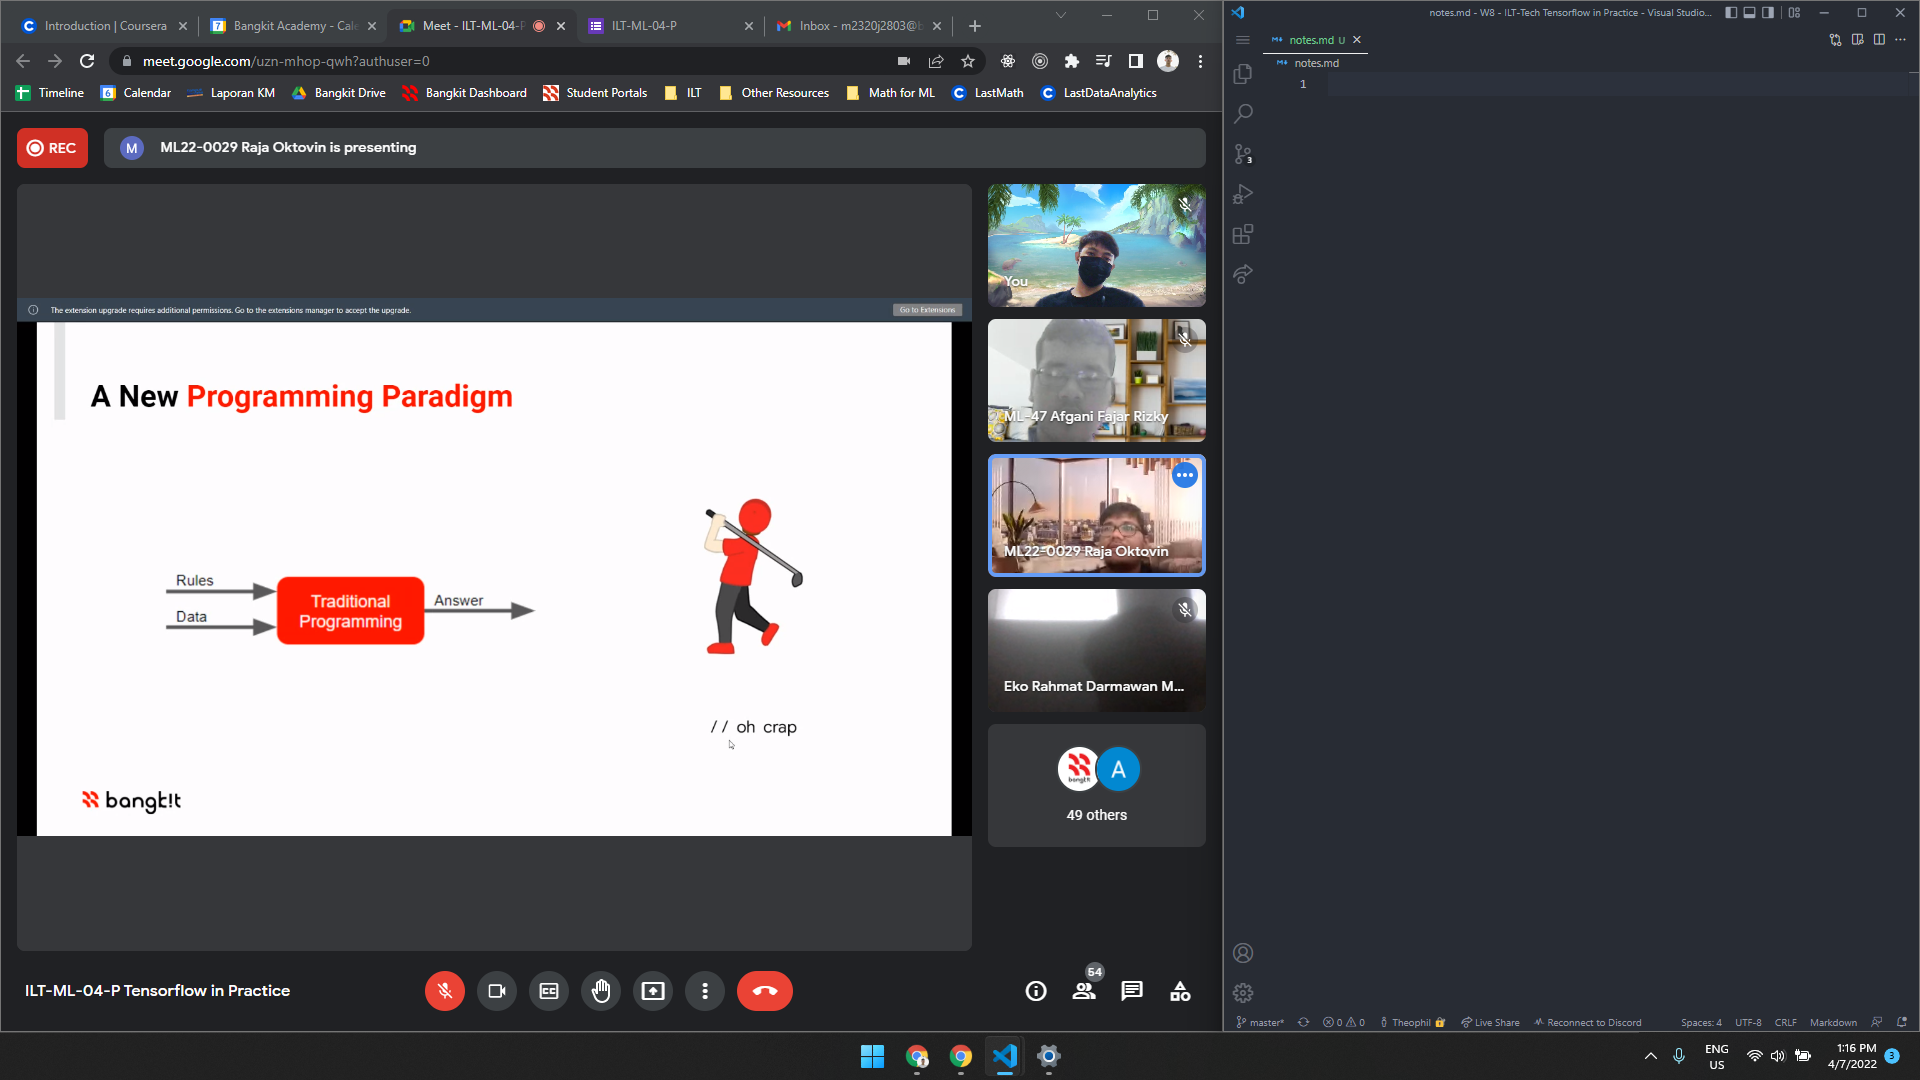 Introduction | Coursera
Bangkit Academy - Cale
Meet - ILT-ML-04-P
ILT-ML-04-P
Inbox - m2320j2803@b
meet.google.com/uzn-mhop-qwh?authuser=0
Timeline
Calendar
Laporan KM
Bangkit Drive
Bangkit Dashboard
Student Portals
ILT
Other Resources
Math for ML
LastMath
LastDataAnalytics
REC
M
ML22-0029 Raja Oktovin is presenting
The extension upgrade requires additional permissions. Go to the extensions manager to accept the upgrade.
Go to Extensions
A New Programming Paradigm
Rules
Data
Traditional
Programming
Answer
// oh crap
bangk!t
You
ML-47 Afgani Fajar Rizky
ML22-0029 Raja Oktovin
Eko Rahmat Darmawan M...
bangk!t
A
49 others
ILT-ML-04-P Tensorflow in Practice
54
notes.md - W8 - ILT-Tech Tensorflow in Practice - Visual Studio...
notes.md U
notes.md
1
3
master*
0
0
Theophil
Live Share
Reconnect to Discord
Spaces: 4
UTF-8
CRLF
Markdown
ENG
US
1:16 PM
4/7/2022
3